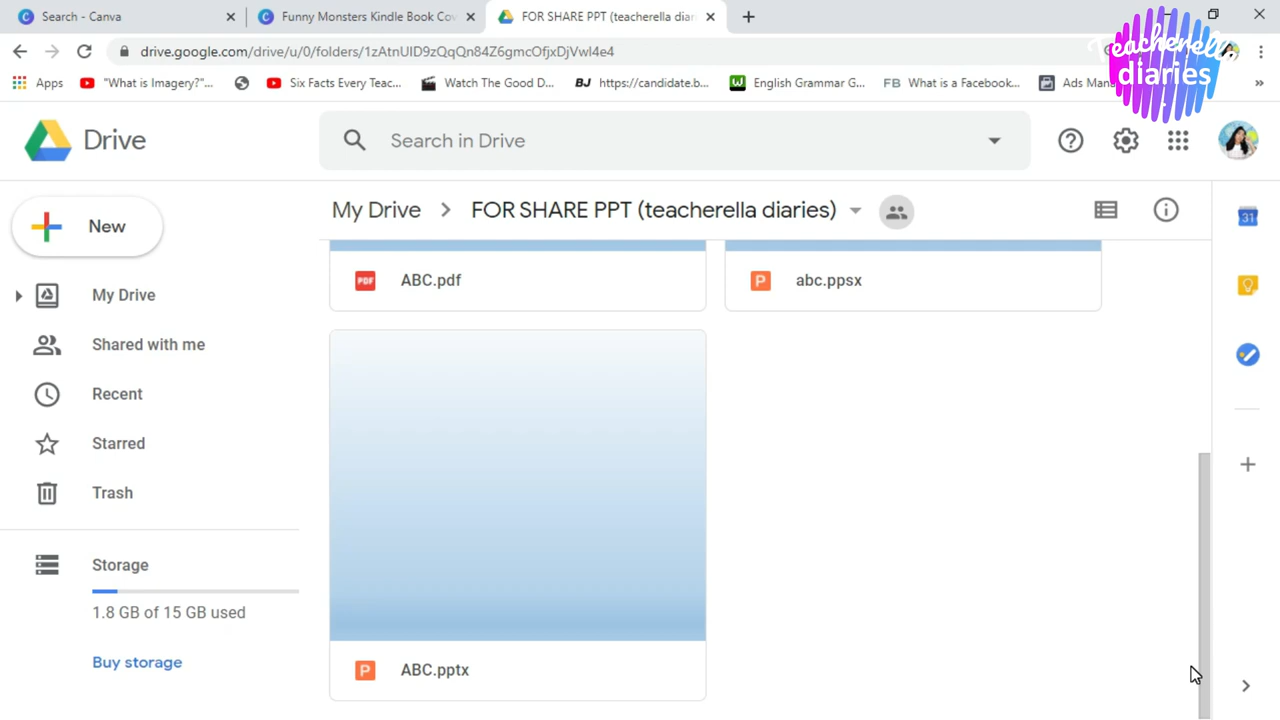 Search - Canva
Funny Monsters Kindle Book Cov
FOR SHARE PPT (teacherella diari
drive.google.com/drive/u/0/folders/1zAtnUID9zQqQn84Z6gmcOfjxDjVwl4e4
Apps
"What is Imagery?"...
Six Facts Every Teac...
Watch The Good D...
BJ
https://candidate.b...
English Grammar G...
FB
What is a Facebook...
Ads Man
Teacherella
diaries
Drive
Search in Drive
New
My Drive
FOR SHARE PPT (teacherella diaries)
31
My Drive
Shared with me
Recent
Starred
Trash
Storage
1.8 GB of 15 GB used
Buy storage
PDF
ABC.pdf
P
abc.ppsx
P
ABC.pptx